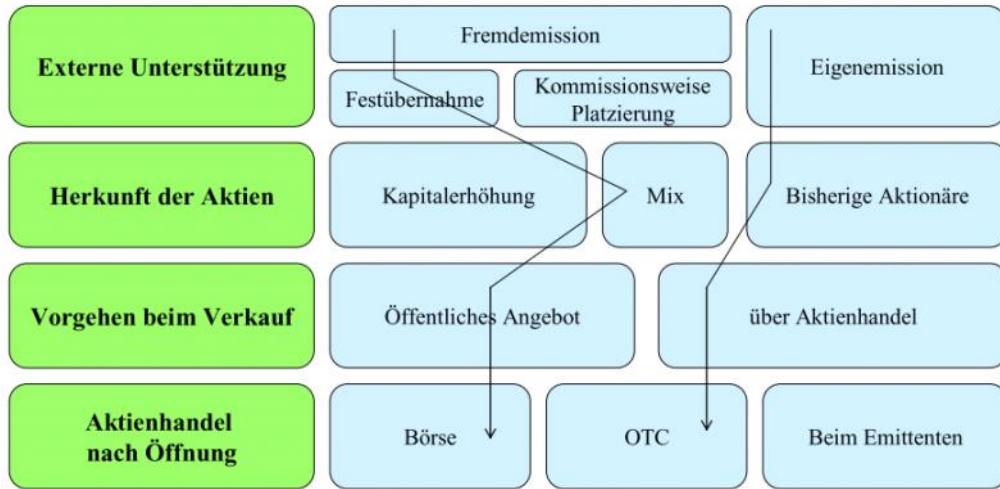 Externe Unterstützung
Fremdemission
Festübernahme
Kommissionsweise
Platzierung
Eigenemission
Herkunft der Aktien
Kapitalerhöhung
Mix
Bisherige Aktionäre
Vorgehen beim Verkauf
Öffentliches Angebot
über Aktienhandel
Aktienhandel
nach Öffnung
Börse
OTC
Beim Emittenten